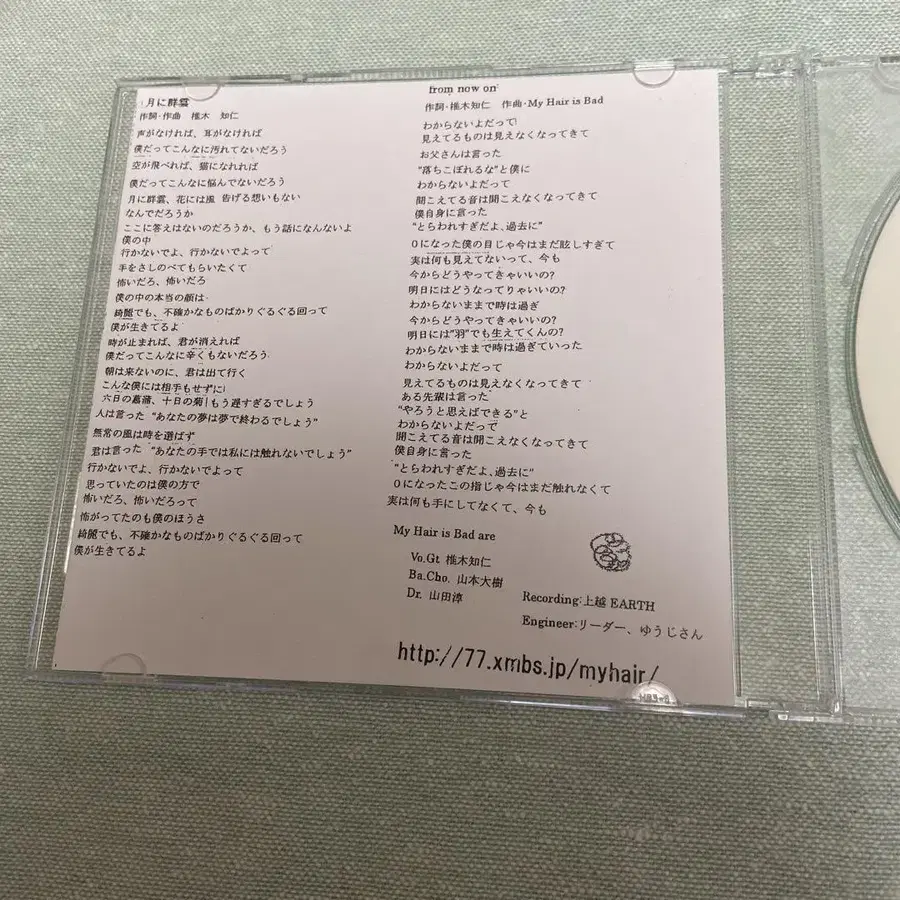 月に群雲
作詞・作曲　椎木　知仁
声がなければ、耳がなければ
僕だってこんなに汚れてないだろう
空が飛べれば、猫になれれば
僕だってこんなに悩んでないだろう
月に群雲、花には風 告げる想いもない
なんでだろうか
ここに答えはないのだろうか、もう話になんないよ
僕の中
行かないでよ、行かないでよって
手をさしのべてもらいたくて
怖いだろ、怖いだろ
僕の中の本当の顔は
綺麗でも、不確かなものばかりぐるぐる回って
僕が生きてるよ
時が止まれば、君が消えれば
僕だってこんなに辛くもないだろう
朝は来ないのに、君は出て行く
こんな僕には相手もせずに
六日の菖蒲、十日の菊 もう遅すぎるでしょう
人は言った "あなたの夢は夢で終わるでしょう"
無常の風は時を選ばず
君は言った "あなたの手では私には触れないでしょう"
行かないでよ、行かないでよって
思っていたのは僕の方で
怖いだろ、怖いだろって
怖がってたのも僕のほうさ
綺麗でも、不確かなものばかりぐるぐる回って
僕が生きてるよ
from now on
作詞・椎木知仁　作曲・My Hair is Bad
わからないよだって!
見えてるものは見えなくなってきて
お父さんは言った
"落ちこぼれるな"と僕に
わからないよだって
聞こえてる音は聞こえなくなってきて
僕自身に言った
"とらわれすぎだよ、過去に"
0になった僕の目じゃ今はまだ眩しすぎて
実は何も見えてないって、今も
今からどうやってきゃいいの?
明日にはどうなってりゃいいの?
わからないままで時は過ぎ
今からどうやってきゃいいの?
明日には"羽"でも生えてくんの?
わからないままで時は過ぎていった
わからないよだって
見えてるものは見えなくなってきて
ある先輩は言った
"やろうと思えばできる"と
わからないよだって
聞こえてる音は聞こえなくなってきて
僕自身に言った
"とらわれすぎだよ、過去に"
0になったこの指じゃ今はまだ触れなくて
実は何も手にしてなくて、今も
My Hair is Bad are
Vo.Gt 椎木知仁
Ba.Cho. 山本大樹
Dr. 山田淳
Recording:上越 EARTH
Engineer:リーダー、ゆうじさん
http://77.xmbs.jp/myhair/